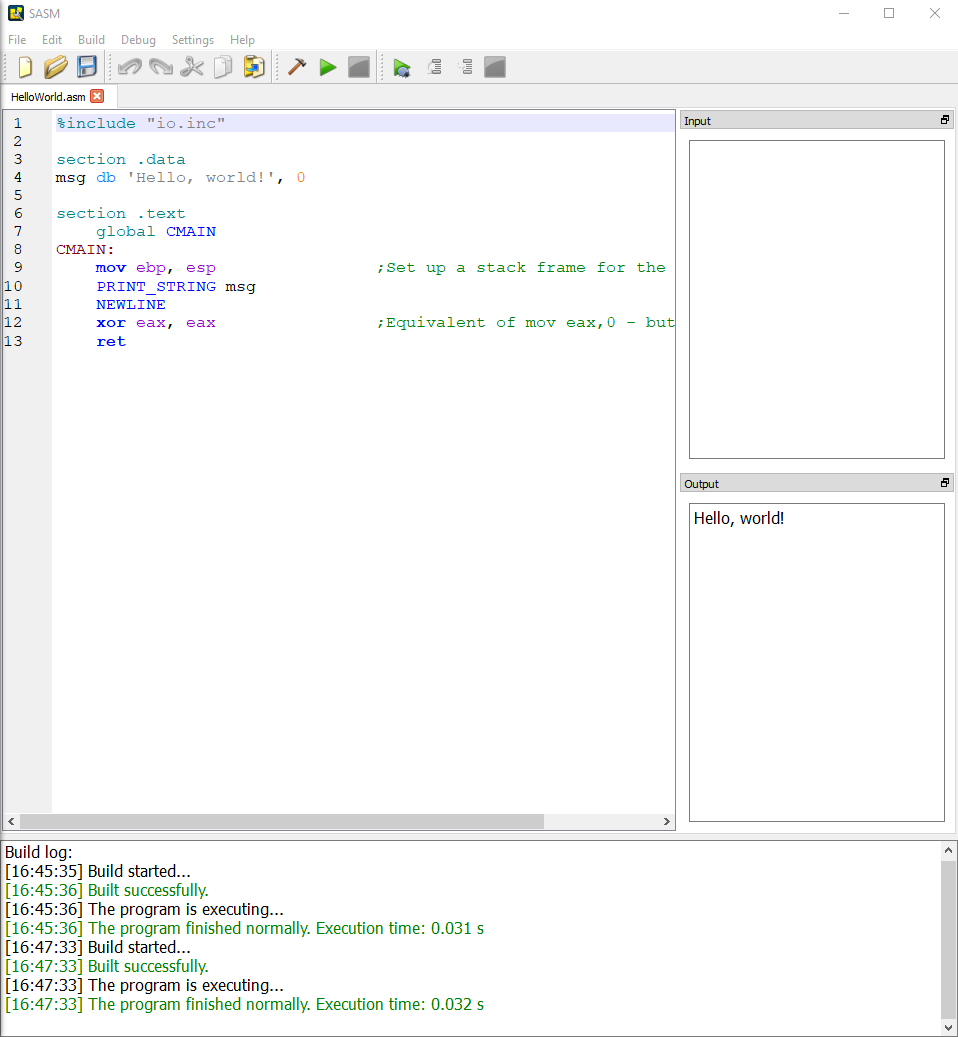 SASM
File Edit Build Debug Settings Help
HelloWorld.asm
1 %include "io.inc"
2
3 section .data
4 msg db 'Hello, world!', 0
5
6 section .text
7 global CMAIN
8 CMAIN:
9 mov ebp, esp ;Set up a stack frame for the
10 PRINT_STRING msg
11 NEWLINE
12 xor eax, eax ;Equivalent of mov eax,0 - but
13 ret
Input
Output
Hello, world!
Build log:
[16:45:35] Build started...
[16:45:36] Built successfully.
[16:45:36] The program is executing...
[16:45:36] The program finished normally. Execution time: 0.031 s
[16:47:33] Build started...
[16:47:33] Built successfully.
[16:47:33] The program is executing...
[16:47:33] The program finished normally. Execution time: 0.032 s